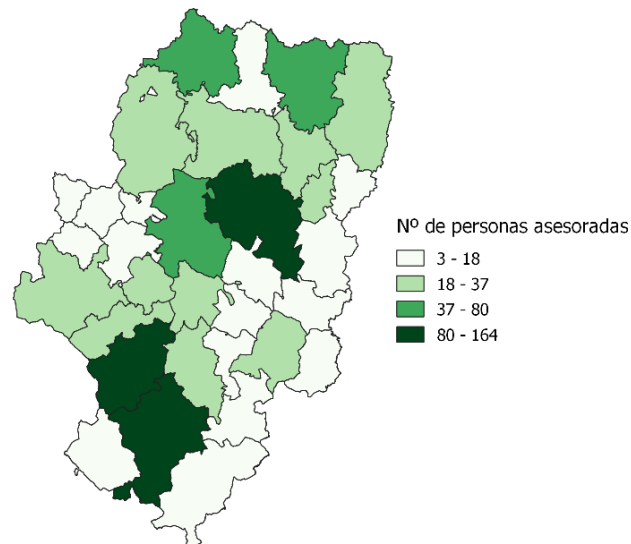 Nº de personas asesoradas
3 - 18
18 - 37
37 - 80
80 - 164